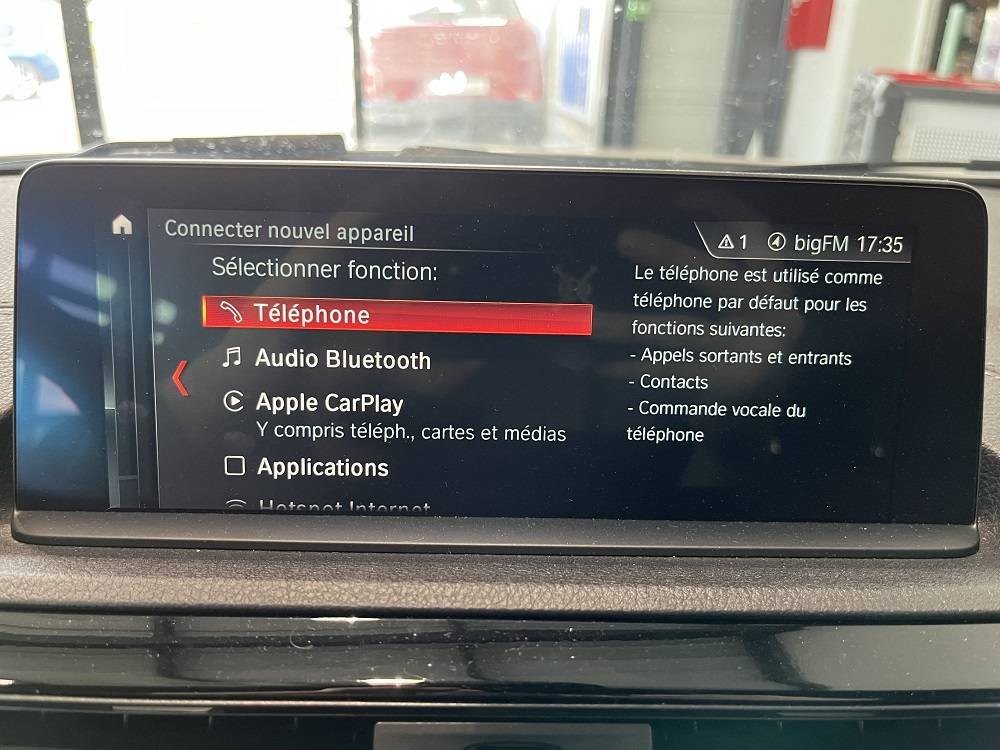 Connecter nouvel appareil
1 bigFM 17:35
Sélectionner fonction:
Téléphone
Audio Bluetooth
Apple CarPlay
Y compris téléph., cartes et médias
Applications
Hotspot Internet
Le téléphone est utilisé comme
téléphone par défaut pour les
fonctions suivantes:
- Appels sortants et entrants
- Contacts
- Commande vocale du
téléphone